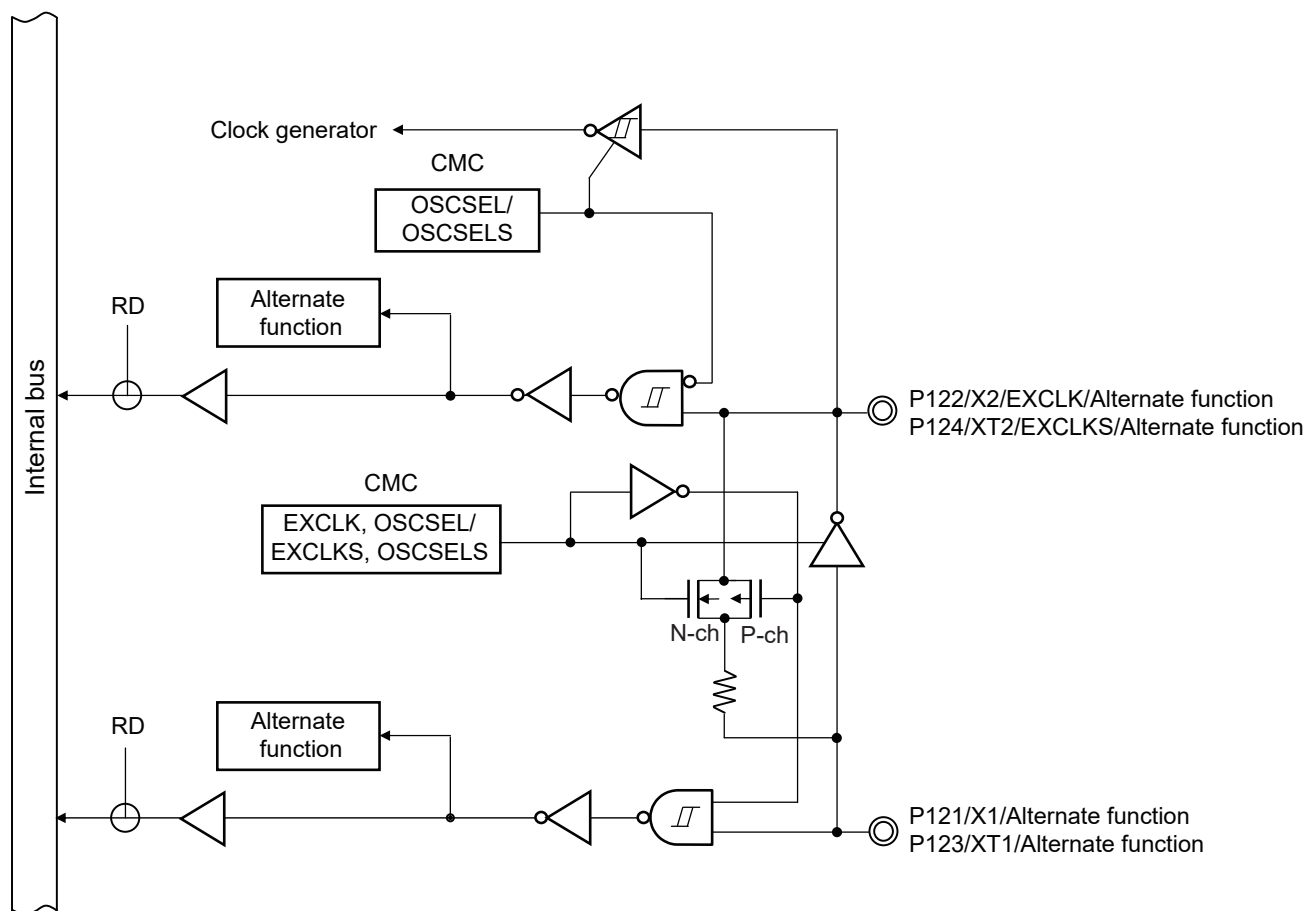 Clock generator
CMC
OSCSEL/
OSCSELS
Alternate
function
RD
Internal bus
P122/X2/EXCLK/Alternate function
P124/XT2/EXCLKS/Alternate function
CMC
EXCLK, OSCSEL/
EXCLKS, OSCSELS
N-ch
P-ch
Alternate
function
RD
P121/X1/Alternate function
P123/XT1/Alternate function